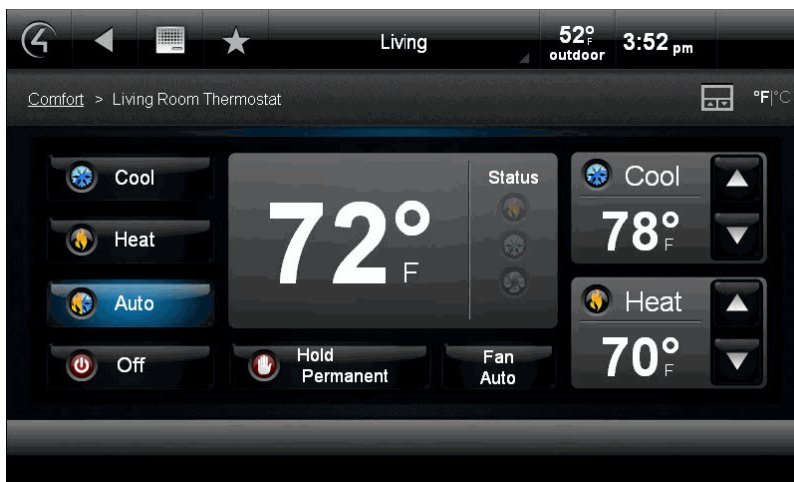 Living
52°F
outdoor
3:52 pm
Comfort > Living Room Thermostat
°F|°C
Cool
Heat
Auto
Off
72°F
Status
Hold
Permanent
Fan
Auto
Cool
78°F
Heat
70°F